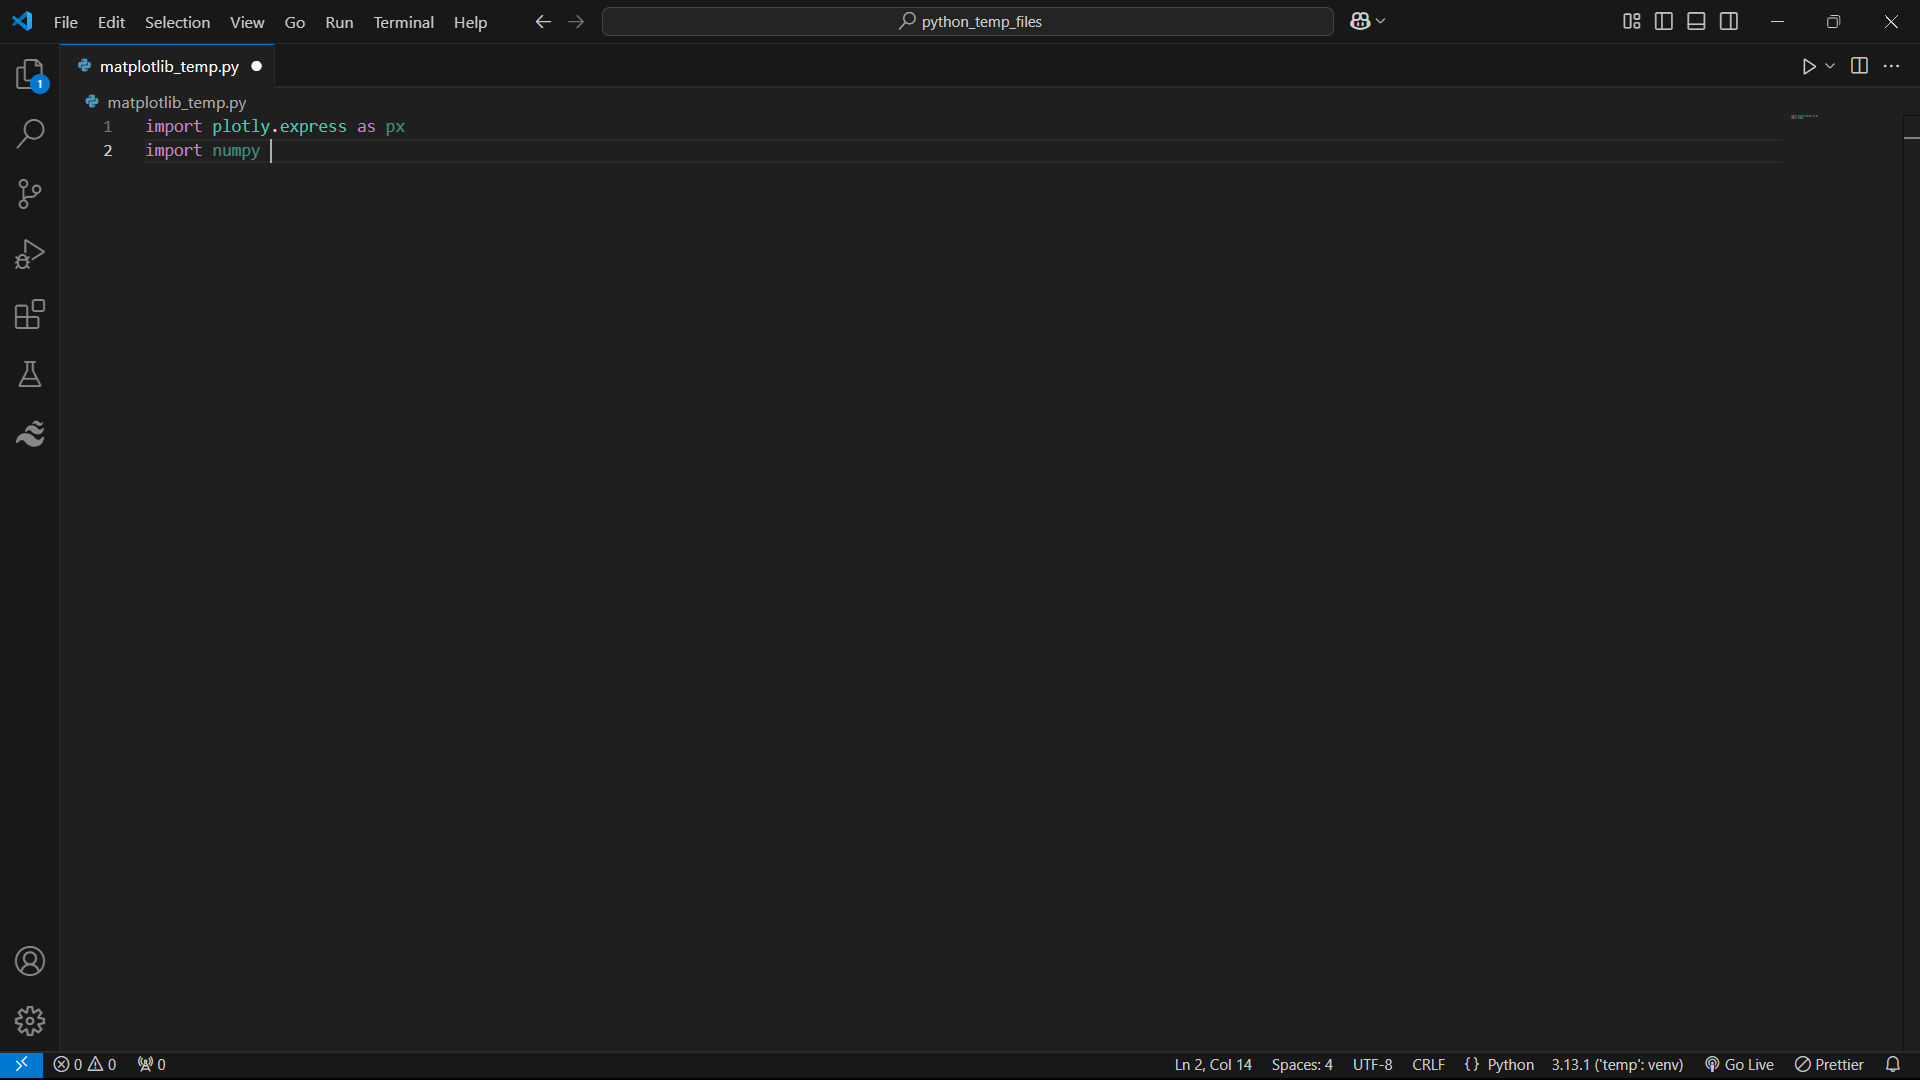 File Edit Selection View Go Run Terminal Help python_temp_files
matplotlib_temp.py
1
matplotlib_temp.py
1 import plotly.express as px
2 import numpy
0 0 0 Ln 2, Col 14 Spaces: 4 UTF-8 CRLF {} Python 3.13.1 ('temp': venv) Go Live Prettier